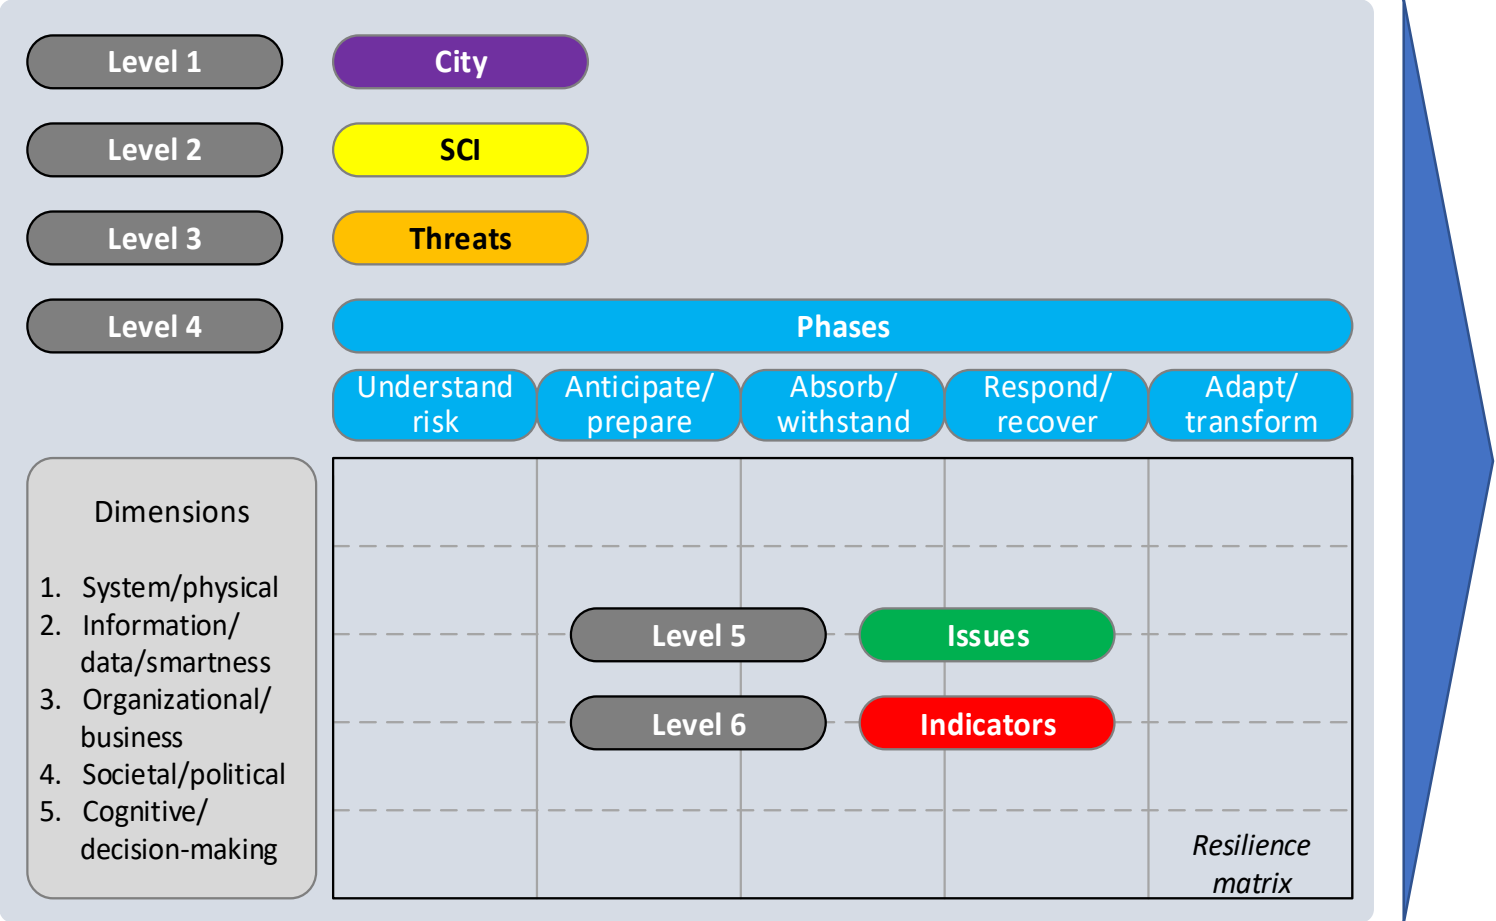 Level 1
City
Level 2
SCI
Level 3
Threats
Level 4
Phases
Understand
risk
Anticipate/
prepare
Absorb/
withstand
Respond/
recover
Adapt/
transform
Dimensions
1. System/physical
2. Information/
data/smartness
3. Organizational/
business
4. Societal/political
5. Cognitive/
decision-making
Level 5
Issues
Level 6
Indicators
Resilience
matrix